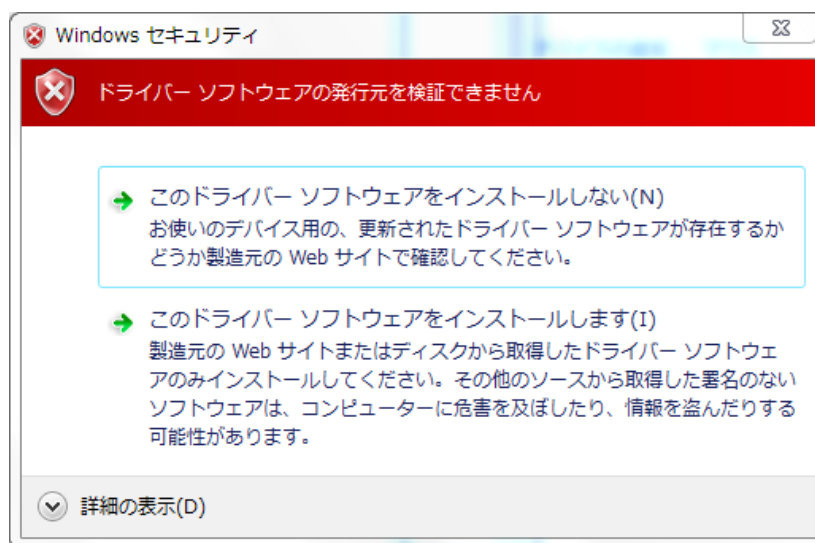 Windows セキュリティ
ドライバー ソフトウェアの発行元を検証できません
このドライバー ソフトウェアをインストールしない(N)
お使いのデバイス用の、更新されたドライバー ソフトウェアが存在するか
どうか製造元の Web サイトで確認してください。
このドライバー ソフトウェアをインストールします(I)
製造元の Web サイトまたはディスクから取得したドライバー ソフトウェ
アのみインストールしてください。その他のソースから取得した署名のない
ソフトウェアは、コンピューターに危害を及ぼしたり、情報を盗んだりする
可能性があります。
詳細の表示(D)